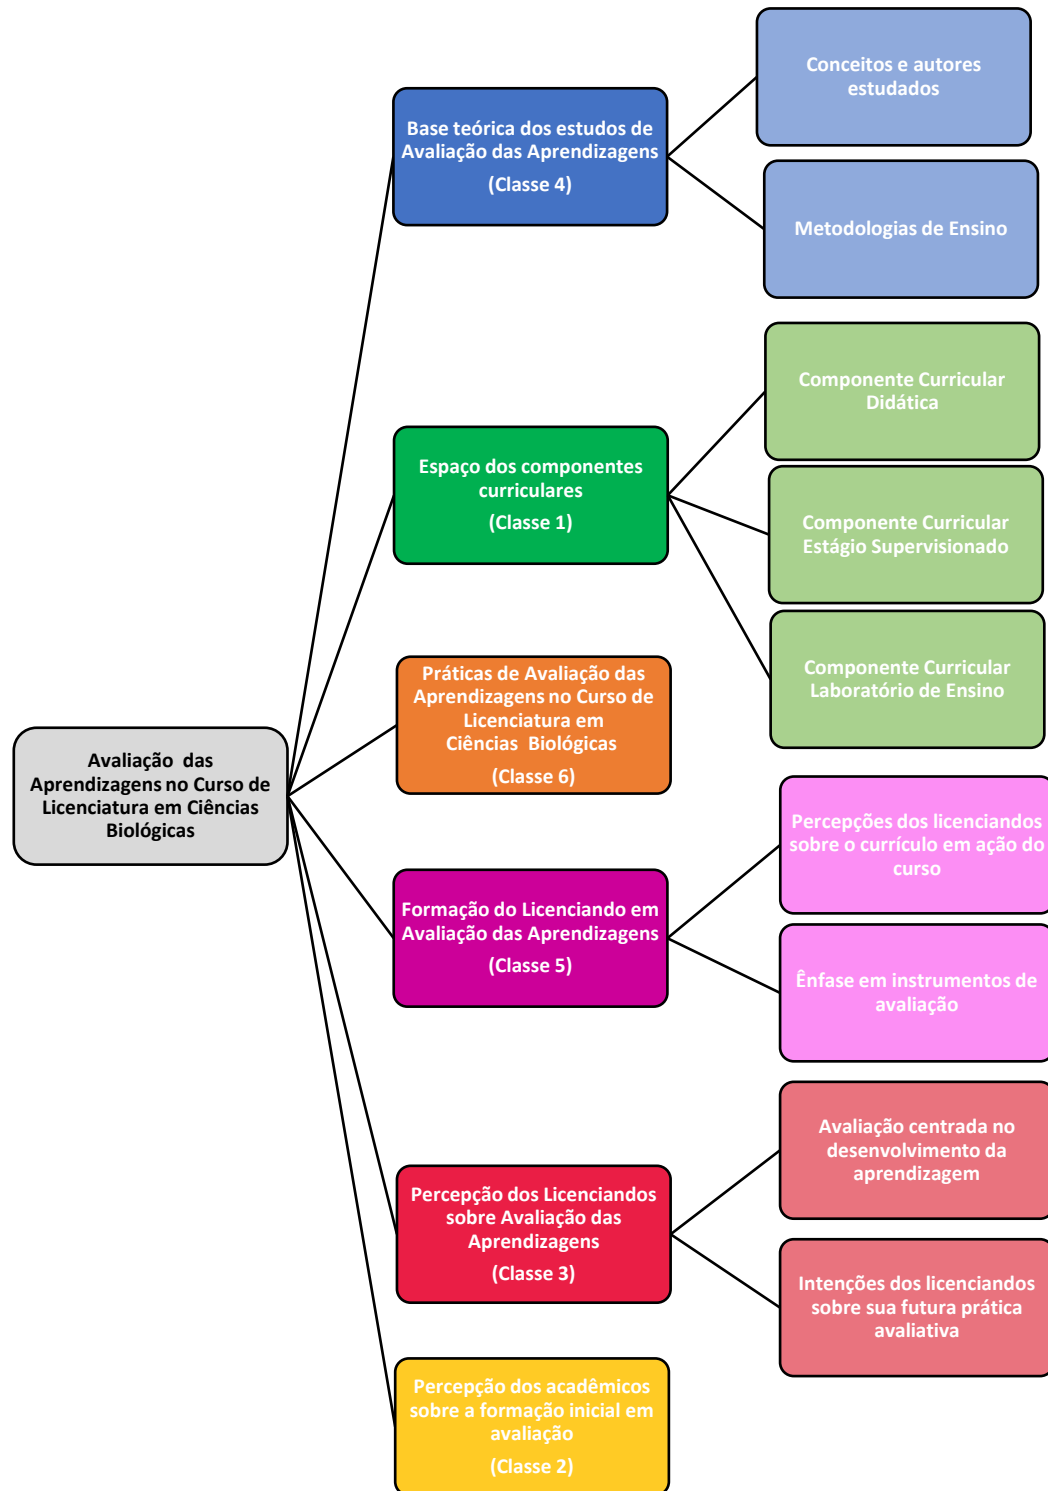 Conceitos e autores
estudados
Base teórica dos estudos de
Avaliação das Aprendizagens
(Classe 4)
Metodologias de Ensino
Componente Curricular
Didática
Espaço dos componentes
curriculares
(Classe 1)
Componente Curricular
Estágio Supervisionado
Componente Curricular
Laboratório de Ensino
Práticas de Avaliação das
Aprendizagens no Curso de
Licenciatura em
Ciências Biológicas
(Classe 6)
Avaliação das
Aprendizagens no Curso de
Licenciatura em Ciências
Biológicas
Percepções dos licenciandos
sobre o currículo em ação do
curso
Formação do Licenciando em
Avaliação das Aprendizagens
(Classe 5)
Ênfase em instrumentos de
avaliação
Avaliação centrada no
desenvolvimento da
aprendizagem
Percepção dos Licenciandos
sobre Avaliação das
Aprendizagens
(Classe 3)
Intenções dos licenciandos
sobre sua futura prática
avaliativa
Percepção dos acadêmicos
sobre a formação inicial em
avaliação
(Classe 2)